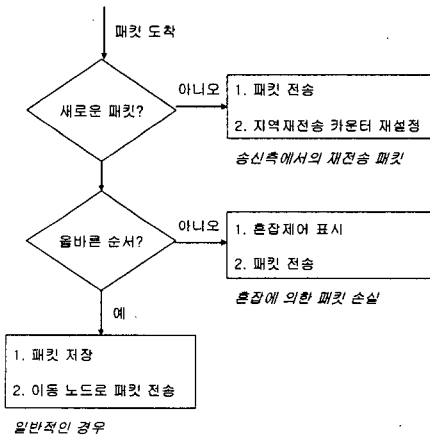 패킷 도착
새로운 패킷?
아니오
1. 패킷 전송
2. 지역재전송 카운터 재설정
송신측에서의 재전송 패킷
올바른 순서?
아니오
1. 혼잡제어 표시
2. 패킷 전송
혼잡에 의한 패킷 손실
예
1. 패킷 저장
2. 이동 노드로 패킷 전송
일반적인 경우